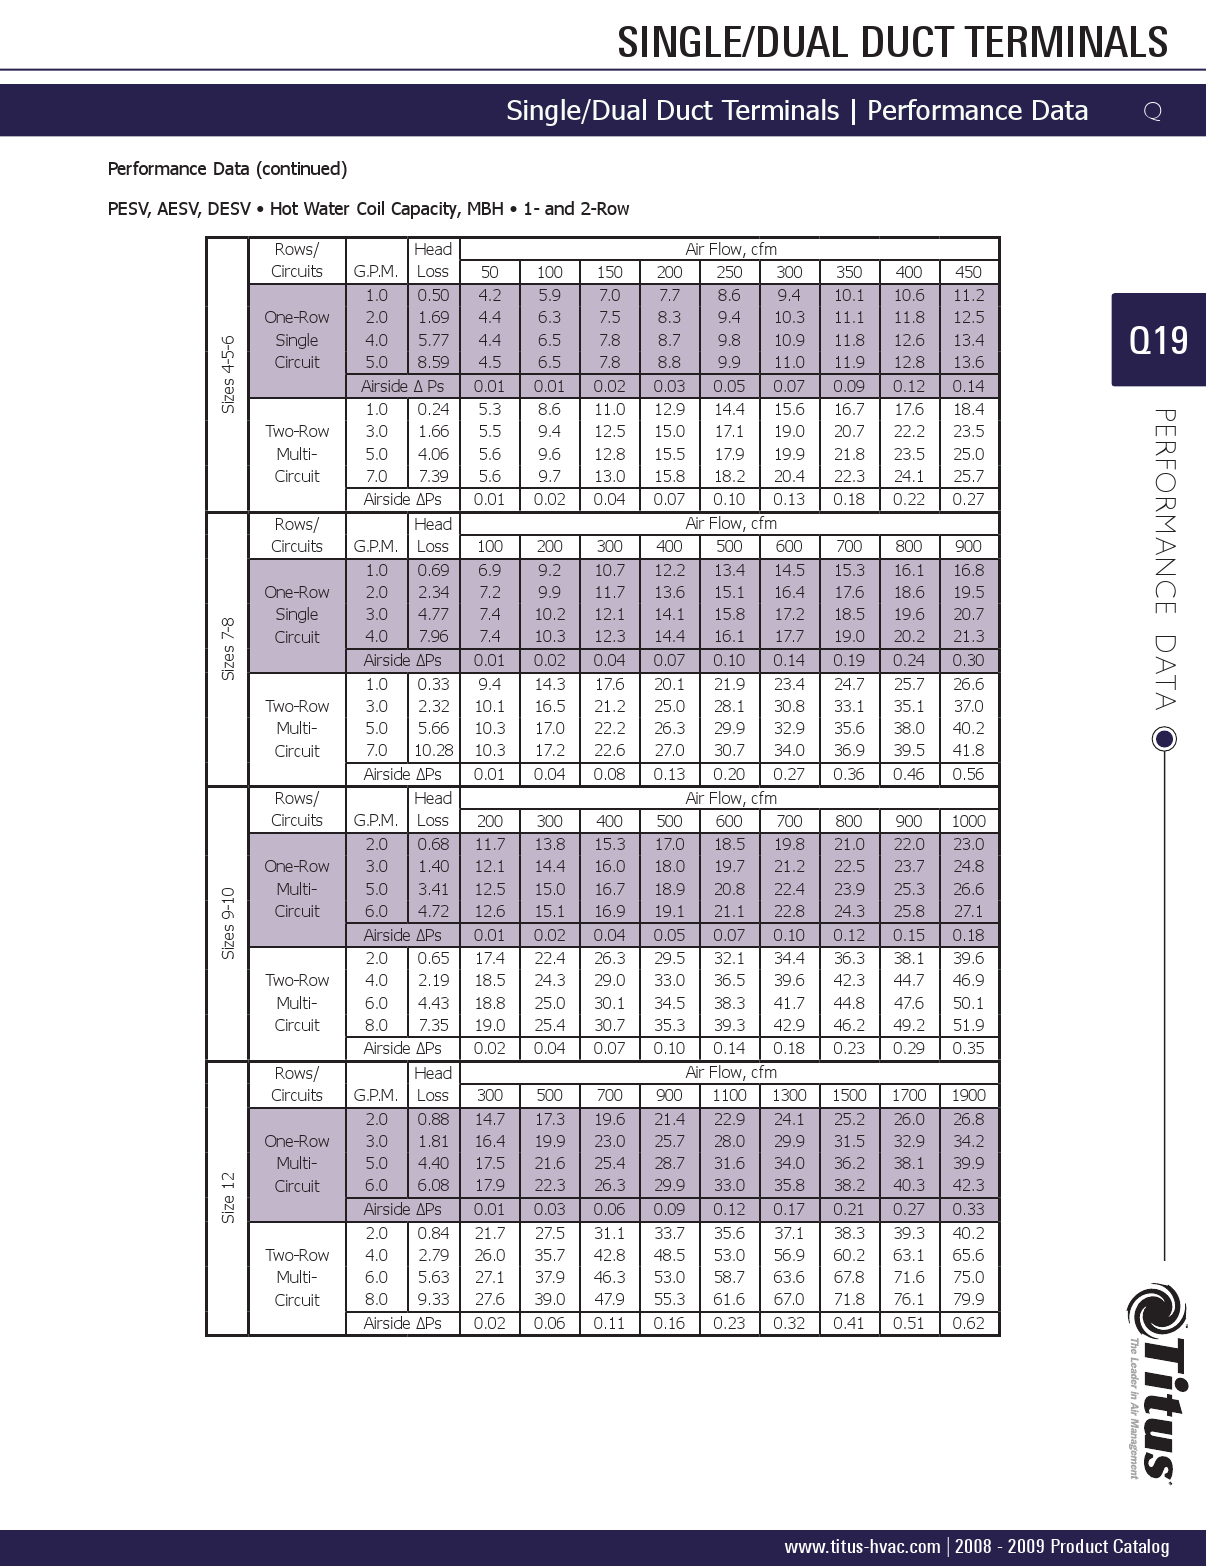 SINGLE/DUAL DUCT TERMINALS
Single/Dual Duct Terminals | Performance Data Q
Performance Data (continued)
PESV, AESV, DESV • Hot Water Coil Capacity, MBH • 1- and 2-Row
Sizes 4-5-6
Rows/ Head Air Flow, cfm
Circuits G.P.M. Loss 50 100 150 200 250 300 350 400 450
1.0 0.50 4.2 5.9 7.0 7.7 8.6 9.4 10.1 10.6 11.2
One-Row 2.0 1.69 4.4 6.3 7.5 8.3 9.4 10.3 11.1 11.8 12.5
Single 4.0 5.77 4.4 6.5 7.8 8.7 9.8 10.9 11.8 12.6 13.4
Circuit 5.0 8.59 4.5 6.5 7.8 8.8 9.9 11.0 11.9 12.8 13.6
Airside Δ Ps 0.01 0.01 0.02 0.03 0.05 0.07 0.09 0.12 0.14
1.0 0.24 5.3 8.6 11.0 12.9 14.4 15.6 16.7 17.6 18.4
Two-Row 3.0 1.66 5.5 9.4 12.5 15.0 17.1 19.0 20.7 22.2 23.5
Multi- 5.0 4.06 5.6 9.6 12.8 15.5 17.9 19.9 21.8 23.5 25.0
Circuit 7.0 7.39 5.6 9.7 13.0 15.8 18.2 20.4 22.3 24.1 25.7
Airside ΔPs 0.01 0.02 0.04 0.07 0.10 0.13 0.18 0.22 0.27
Sizes 7-8
Rows/ Head Air Flow, cfm
Circuits G.P.M. Loss 100 200 300 400 500 600 700 800 900
1.0 0.69 6.9 9.2 10.7 12.2 13.4 14.5 15.3 16.1 16.8
One-Row 2.0 2.34 7.2 9.9 11.7 13.6 15.1 16.4 17.6 18.6 19.5
Single 3.0 4.77 7.4 10.2 12.1 14.1 15.8 17.2 18.5 19.6 20.7
Circuit 4.0 7.96 7.4 10.3 12.3 14.4 16.1 17.7 19.0 20.2 21.3
Airside ΔPs 0.01 0.02 0.04 0.07 0.10 0.14 0.19 0.24 0.30
1.0 0.33 9.4 14.3 17.6 20.1 21.9 23.4 24.7 25.7 26.6
Two-Row 3.0 2.32 10.1 16.5 21.2 25.0 28.1 30.8 33.1 35.1 37.0
Multi- 5.0 5.66 10.3 17.0 22.2 26.3 29.9 32.9 35.6 38.0 40.2
Circuit 7.0 10.28 10.3 17.2 22.6 27.0 30.7 34.0 36.9 39.5 41.8
Airside ΔPs 0.01 0.04 0.08 0.13 0.20 0.27 0.36 0.46 0.56
Sizes 9-10
Rows/ Head Air Flow, cfm
Circuits G.P.M. Loss 200 300 400 500 600 700 800 900 1000
2.0 0.68 11.7 13.8 15.3 17.0 18.5 19.8 21.0 22.0 23.0
One-Row 3.0 1.40 12.1 14.4 16.0 18.0 19.7 21.2 22.5 23.7 24.8
Multi- 5.0 3.41 12.5 15.0 16.7 18.9 20.8 22.4 23.9 25.3 26.6
Circuit 6.0 4.72 12.6 15.1 16.9 19.1 21.1 22.8 24.3 25.8 27.1
Airside ΔPs 0.01 0.02 0.04 0.05 0.07 0.10 0.12 0.15 0.18
2.0 0.65 17.4 22.4 26.3 29.5 32.1 34.4 36.3 38.1 39.6
Two-Row 4.0 2.19 18.5 24.3 29.0 33.0 36.5 39.6 42.3 44.7 46.9
Multi- 6.0 4.43 18.8 25.0 30.1 34.5 38.3 41.7 44.8 47.6 50.1
Circuit 8.0 7.35 19.0 25.4 30.7 35.3 39.3 42.9 46.2 49.2 51.9
Airside ΔPs 0.02 0.04 0.07 0.10 0.14 0.18 0.23 0.29 0.35
Size 12
Rows/ Head Air Flow, cfm
Circuits G.P.M. Loss 300 500 700 900 1100 1300 1500 1700 1900
2.0 0.88 14.7 17.3 19.6 21.4 22.9 24.1 25.2 26.0 26.8
One-Row 3.0 1.81 16.4 19.9 23.0 25.7 28.0 29.9 31.5 32.9 34.2
Multi- 5.0 4.40 17.5 21.6 25.4 28.7 31.6 34.0 36.2 38.1 39.9
Circuit 6.0 6.08 17.9 22.3 26.3 29.9 33.0 35.8 38.2 40.3 42.3
Airside ΔPs 0.01 0.03 0.06 0.09 0.12 0.17 0.21 0.27 0.33
2.0 0.84 21.7 27.5 31.1 33.7 35.6 37.1 38.3 39.3 40.2
Two-Row 4.0 2.79 26.0 35.7 42.8 48.5 53.0 56.9 60.2 63.1 65.6
Multi- 6.0 5.63 27.1 37.9 46.3 53.0 58.7 63.6 67.8 71.6 75.0
Circuit 8.0 9.33 27.6 39.0 47.9 55.3 61.6 67.0 71.8 76.1 79.9
Airside ΔPs 0.02 0.06 0.11 0.16 0.23 0.32 0.41 0.51 0.62
Q19
PERFORMANCE DATA
Titus
The Leader in Air Management
www.titus-hvac.com | 2008 - 2009 Product Catalog